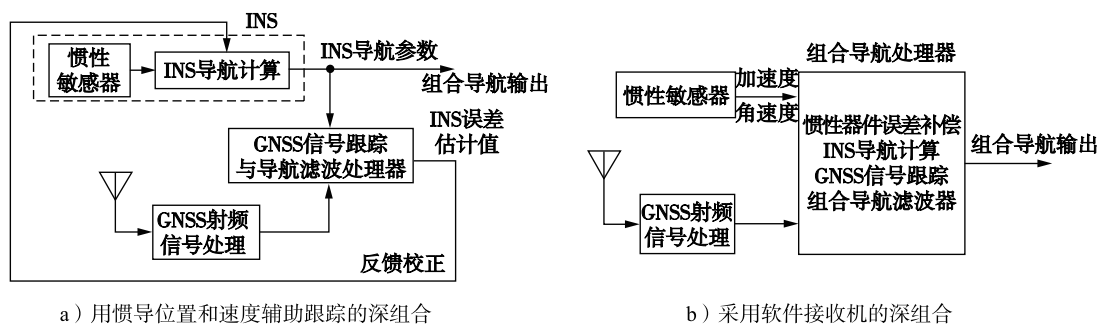 INS
惯性
敏感器
INS导航计算
INS导航参数
组合导航输出
INS误差
估计值
GNSS信号跟踪
与导航滤波处理器
GNSS射频
信号处理
反馈校正
a）用惯导位置和速度辅助跟踪的深组合
组合导航处理器
惯性敏感器
加速度
角速度
惯性器件误差补偿
INS导航计算
GNSS信号跟踪
组合导航滤波器
组合导航输出
GNSS射频
信号处理
b）采用软件接收机的深组合